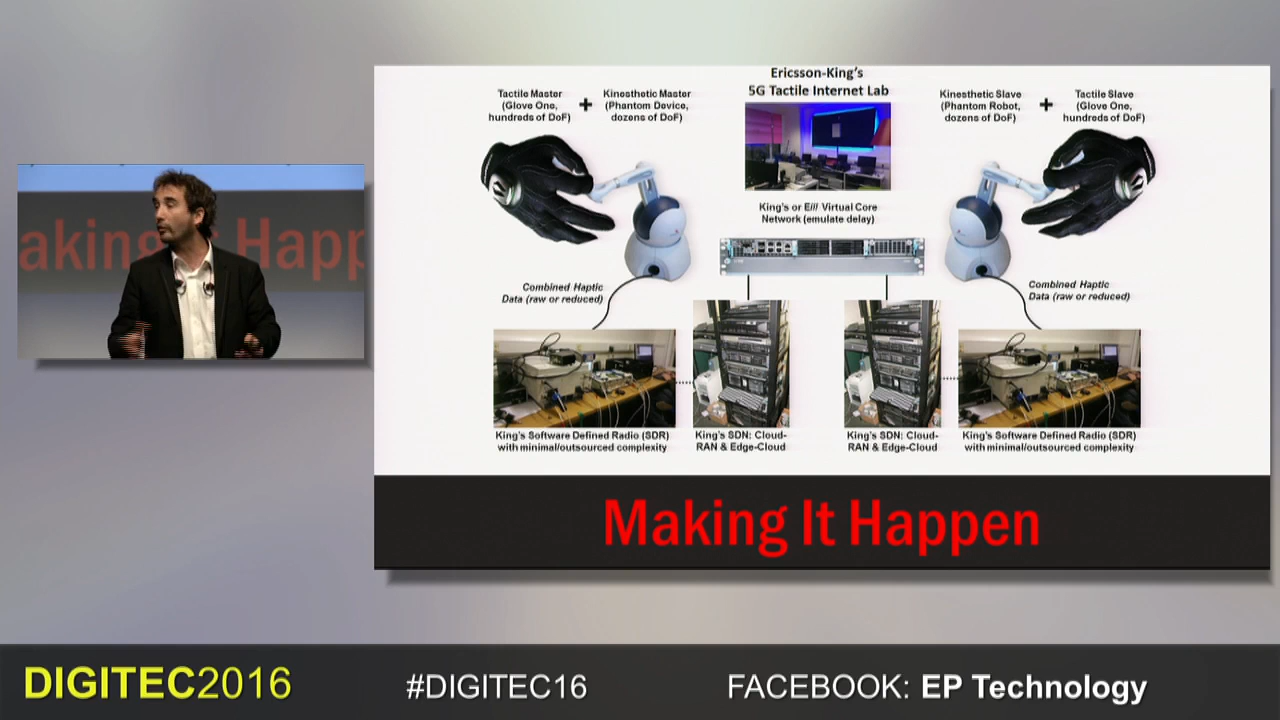 aking
Happ
Ericsson-King's
5G Tactile Internet Lab
Tactile Master
(Glove One,
hundreds of DoF)
+
Kinesthetic Master
(Phantom Device,
dozens of DoF)
Kinesthetic Slave
(Phantom Robot,
dozens of DoF)
+
Tactile Slave
(Glove One,
hundreds of DoF)
King's or E/// Virtual Core
Network (emulate delay)
Combined Haptic
Data (raw or reduced)
Combined Haptic
Data (raw or reduced)
King's Software Defined Radio (SDR)
with minimal/outsourced complexity
King's SDN: Cloud-
RAN & Edge-Cloud
King's SDN: Cloud-
RAN & Edge-Cloud
King's Software Defined Radio (SDR)
with minimal/outsourced complexity
Making It Happen
DIGITEC2016
#DIGITEC16
FACEBOOK: EP Technology